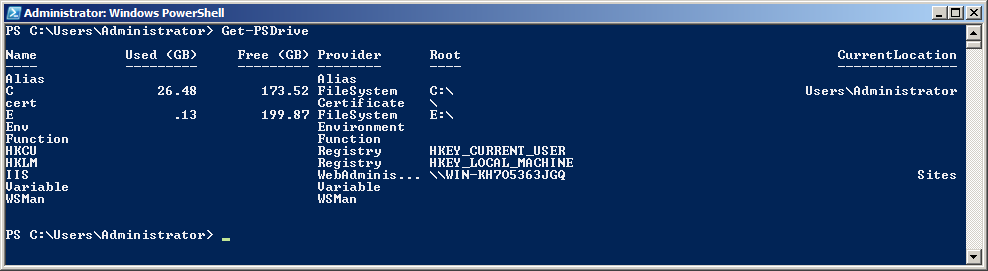 Administrator: Windows PowerShell
PS C:\Users\Administrator> Get-PSDrive
Name           Used (GB)     Free (GB) Provider      Root                                               CurrentLocation
----           ---------     --------- --------      ----                                               ---------------
Alias                                  Alias
C                  26.48        173.52 FileSystem    C:\                                            Users\Administrator
cert                                   Certificate   \
E                    .13        199.87 FileSystem    E:\
Env                                    Environment
Function                               Function
HKCU                                   Registry      HKEY_CURRENT_USER
HKLM                                   Registry      HKEY_LOCAL_MACHINE
IIS                                    WebAdminis... \\WIN-KH705363JGQ                                            Sites
Variable                               Variable
WSMan                                  WSMan
PS C:\Users\Administrator> _